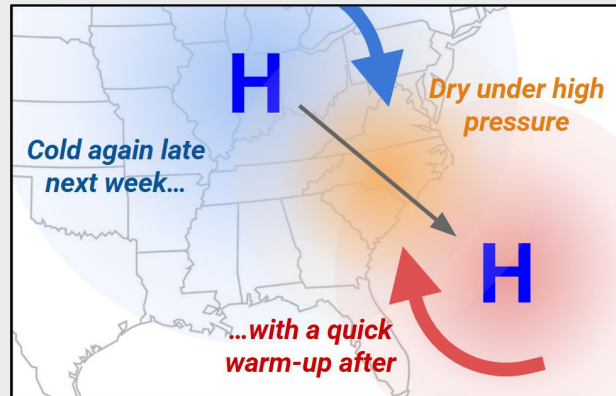 H
Dry under high
pressure
Cold again late
next week…
H
…with a quick
warm-up after